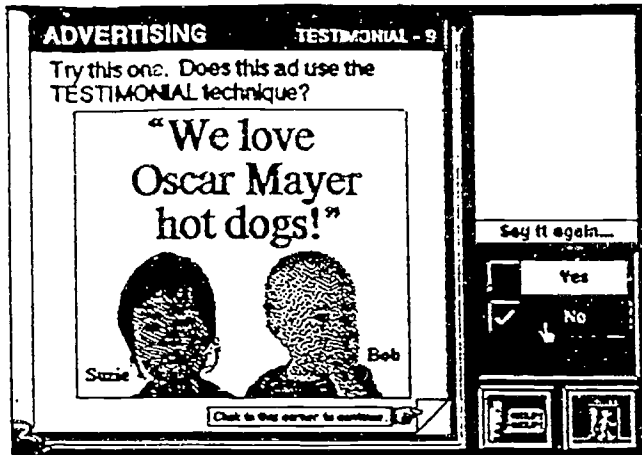 ADVERTISING
TESTIMONIAL - 9
Try this one. Does this ad use the
TESTIMONIAL technique?
“We love
Oscar Mayer
hot dogs!”
Suzie
Bob
Click in this corner to continue.
Say it again...
Yes
No